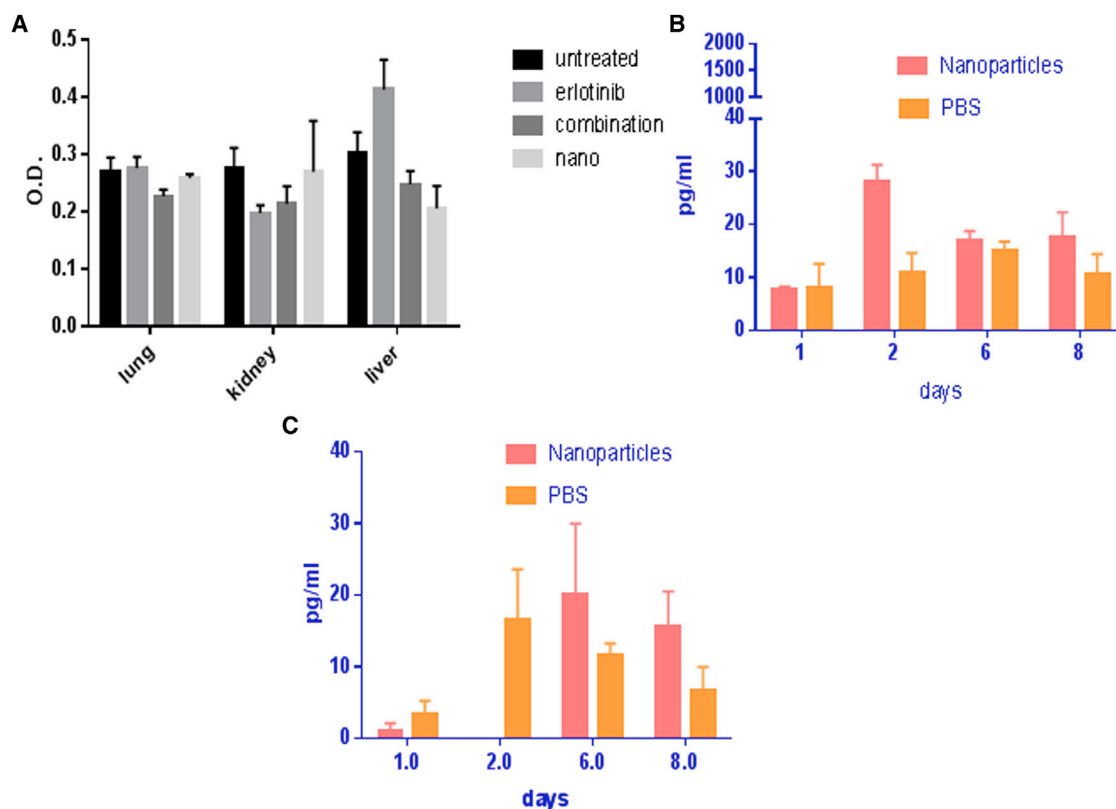 A
0.5
0.4
0.3
0.2
0.1
0.0
O.D.
lung
kidney
liver
untreated
erlotinib
combination
nano
B
2000
1500
1000
40
30
20
10
0
pg/ml
Nanoparticles
PBS
1 2 6 8
days
C
40
30
20
10
0
pg/ml
Nanoparticles
PBS
1.0 2.0 6.0 8.0
days